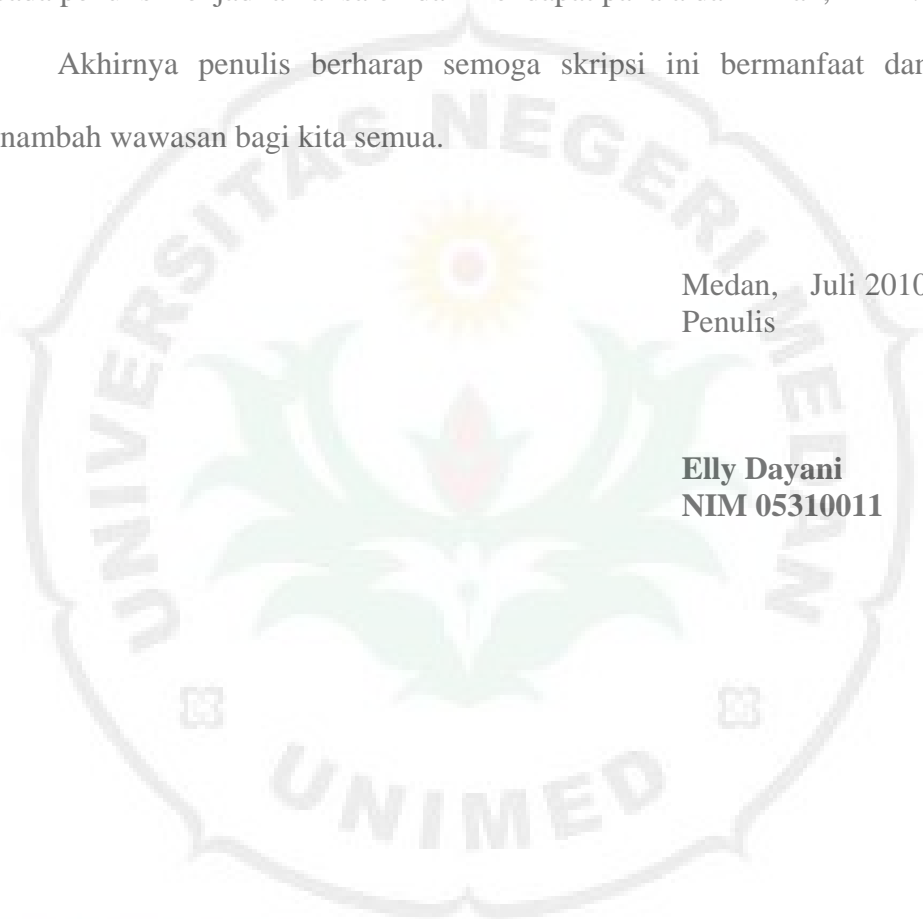 Akhirnya penulis berharap semoga skripsi ini bermanfaat dan
nambah wawasan bagi kita semua.
UNIVERSITAS NEGERI MEDAN
Medan, Juli 2010
Penulis
Elly Dayani
NIM 05310011
UNIMED